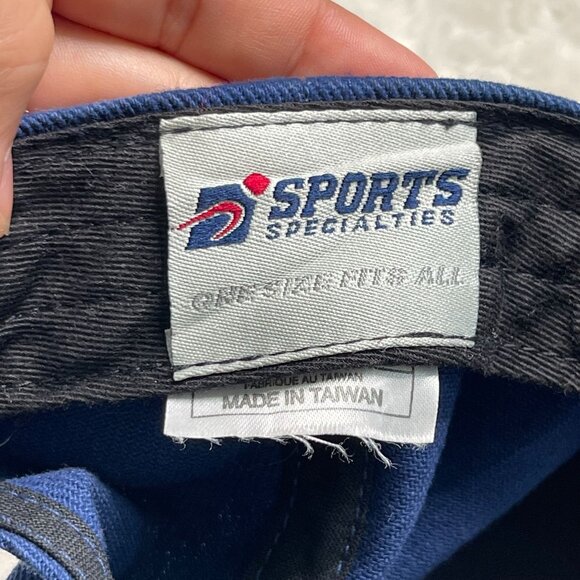 SPORTS
SPECIALTIES
ONE SIZE FITS ALL
FABRIQUE AU TAIWAN
MADE IN TAIWAN